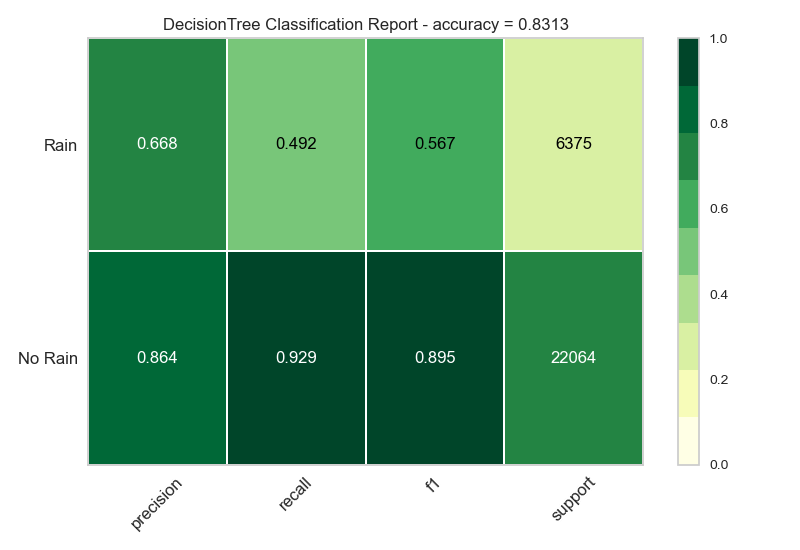 DecisionTree Classification Report - accuracy = 0.8313
Rain 0.668 0.492 0.567 6375
No Rain 0.864 0.929 0.895 22064
precision recall f1 support
1.0
0.8
0.6
0.4
0.2
0.0